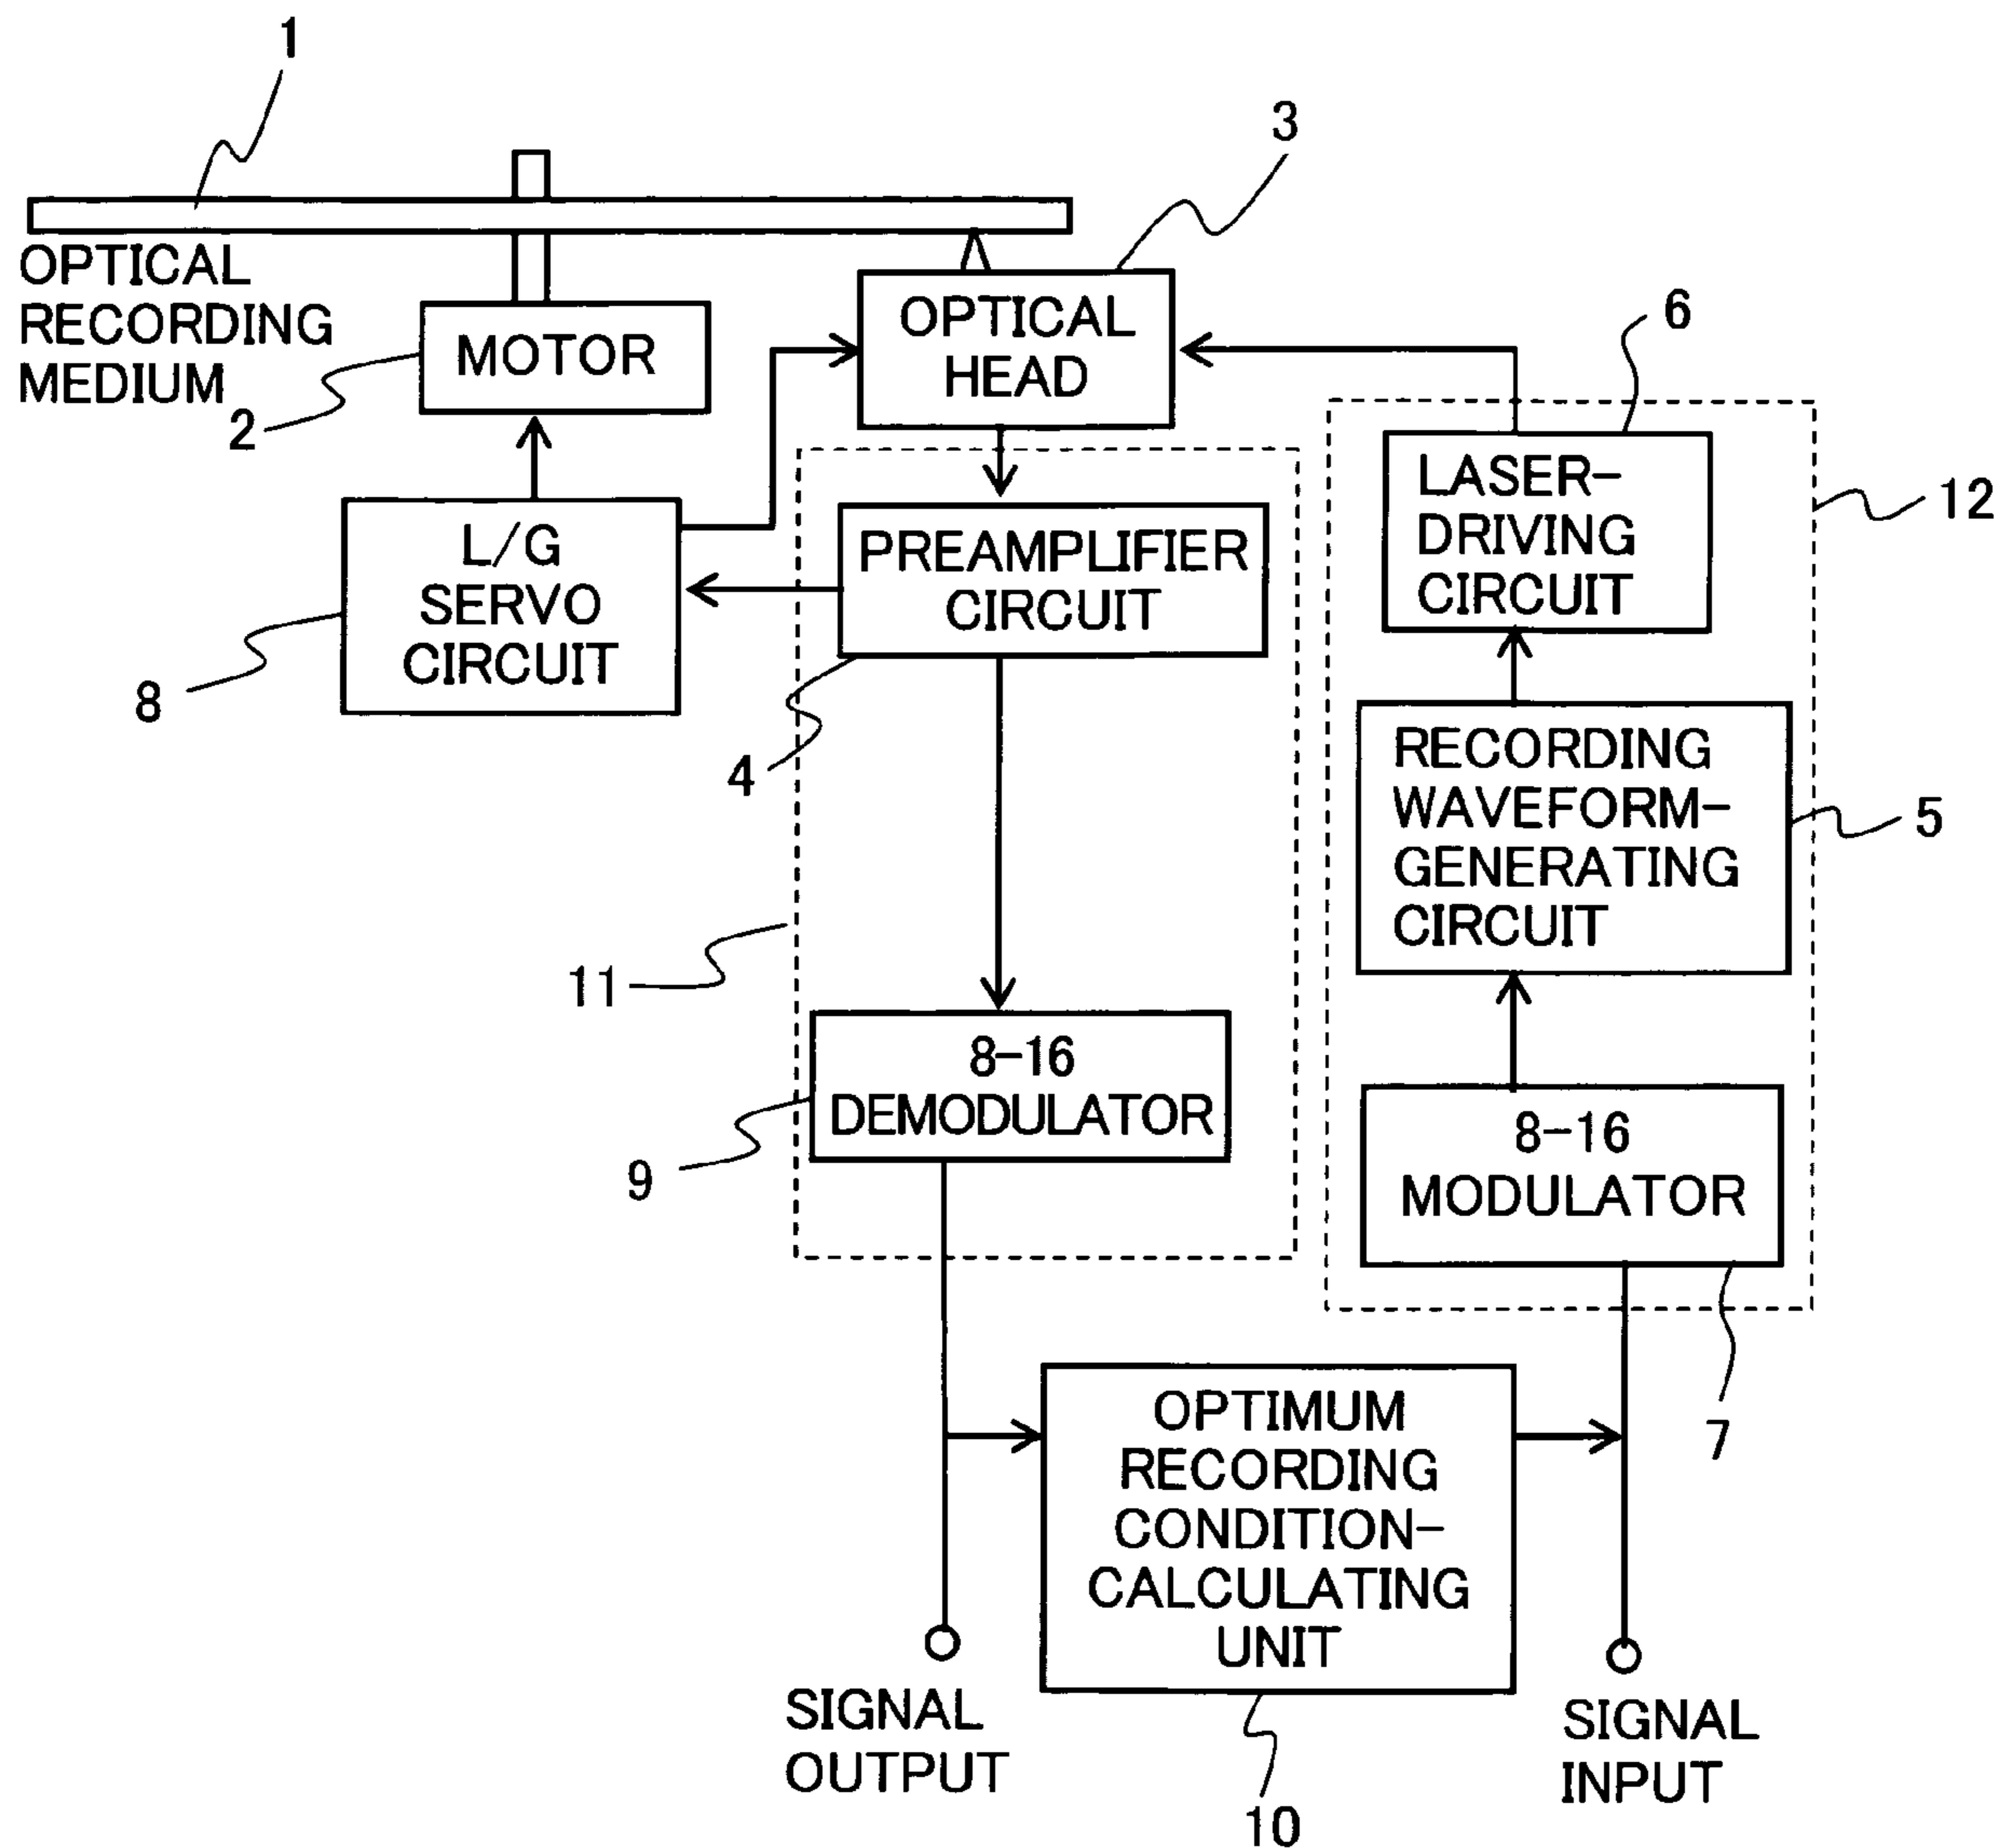 1
3
OPTICAL
RECORDING
MEDIUM
2
MOTOR
OPTICAL
HEAD
6
LASER-
DRIVING
CIRCUIT
12
L/G
SERVO
CIRCUIT
8
PREAMPLIFIER
CIRCUIT
4
RECORDING
WAVEFORM-
GENERATING
CIRCUIT
5
11
8-16
DEMODULATOR
9
8-16
MODULATOR
7
OPTIMUM
RECORDING
CONDITION-
CALCULATING
UNIT
10
SIGNAL
OUTPUT
SIGNAL
INPUT